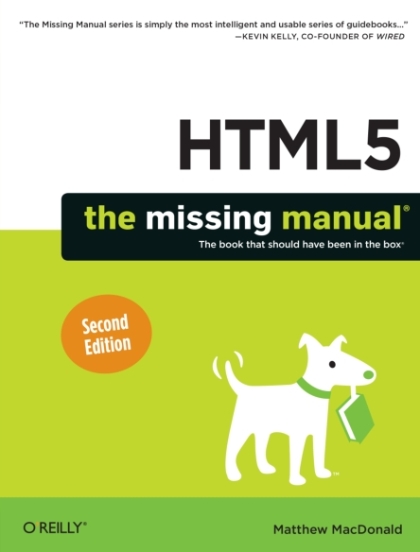 "The Missing Manual series is simply the most intelligent and usable series of guidebooks..."
—KEVIN KELLY, CO-FOUNDER OF WIRED
HTML5
the missing manual®
The book that should have been in the box®
Second
Edition
™
O REILLY®
Matthew MacDonald